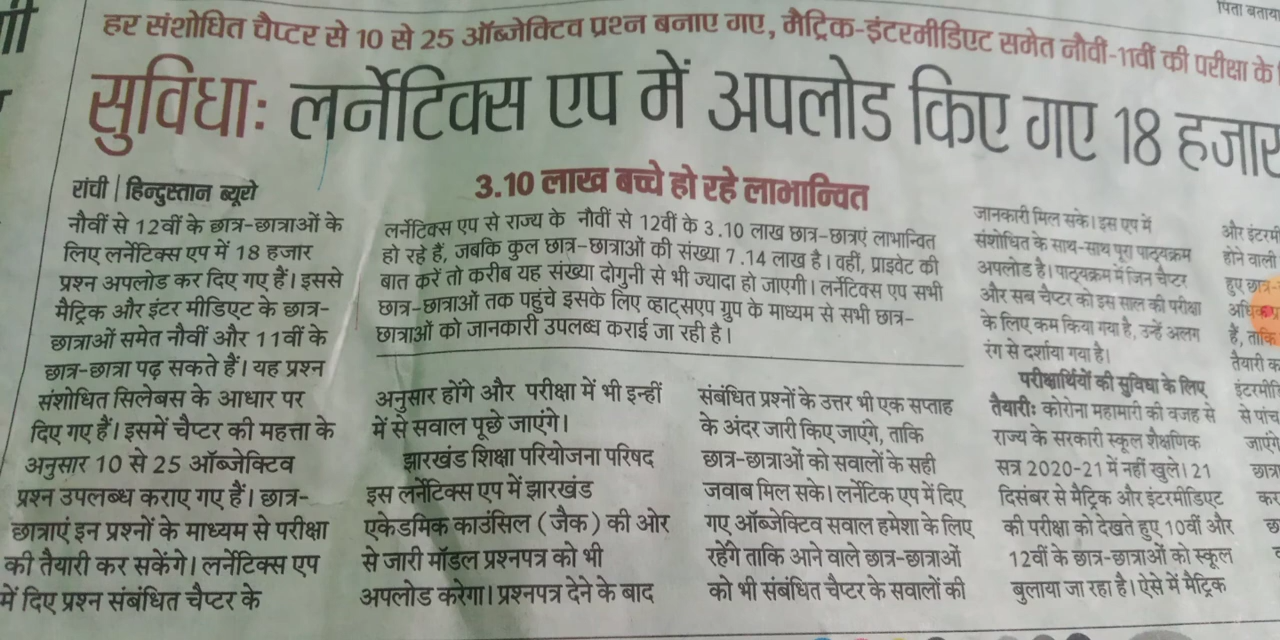 पिता बताया
हर संशोधित चैप्टर से 10 से 25 ऑब्जेक्टिव प्रश्न बनाए गए, मैट्रिक-इंटरमीडिएट समेत नौवीं-11वीं की परीक्षा के
सुविधाः लर्नेटिक्स एप में अपलोड किए गए 18 हजार
रांची | हिन्दुस्तान ब्यूरो
नौवीं से 12वीं के छात्र-छात्राओं के
लिए लर्नेटिक्स एप में 18 हजार
प्रश्न अपलोड कर दिए गए हैं। इससे
मैट्रिक और इंटर मीडिएट के छात्र-
छात्राओं समेत नौवीं और 11वीं के
छात्र-छात्रा पढ़ सकते हैं। यह प्रश्न
संशोधित सिलेबस के आधार पर
दिए गए हैं। इसमें चैप्टर की महत्ता के
अनुसार 10 से 25 ऑब्जेक्टिव
प्रश्न उपलब्ध कराए गए हैं। छात्र-
छात्राएं इन प्रश्नों के माध्यम से परीक्षा
की तैयारी कर सकेंगे। लर्नेटिक्स एप
में दिए प्रश्न संबंधित चैप्टर के
3.10 लाख बच्चे हो रहे लाभान्वित
लर्नेटिक्स एप से राज्य के नौवीं से 12वीं के 3.10 लाख छात्र-छात्राएं लाभान्वित
हो रहे हैं, जबकि कुल छात्र-छात्राओं की संख्या 7.14 लाख है। वहीं, प्राइवेट की
बात करें तो करीब यह संख्या दोगुनी से भी ज्यादा हो जाएगी। लर्नेटिक्स एप सभी
छात्र-छात्राओं तक पहुंचे इसके लिए व्हाट्सएप ग्रुप के माध्यम से सभी छात्र-
छात्राओं को जानकारी उपलब्ध कराई जा रही है।
अनुसार होंगे और परीक्षा में भी इन्हीं
में से सवाल पूछे जाएंगे।
झारखंड शिक्षा परियोजना परिषद
इस लर्नेटिक्स एप में झारखंड
एकेडमिक काउंसिल (जैक) की ओर
से जारी मॉडल प्रश्नपत्र को भी
अपलोड करेगा। प्रश्नपत्र देने के बाद
संबंधित प्रश्नों के उत्तर भी एक सप्ताह
के अंदर जारी किए जाएंगे, ताकि
छात्र-छात्राओं को सवालों के सही
जवाब मिल सके। लर्नेटिक एप में दिए
गए ऑब्जेक्टिव सवाल हमेशा के लिए
रहेंगे ताकि आने वाले छात्र-छात्राओं
को भी संबंधित चैप्टर के सवालों की
जानकारी मिल सके। इस एप में
संशोधित के साथ-साथ पूरा पाठ्यक्रम
अपलोड है। पाठ्यक्रम में जिन चैप्टर
और सब चैप्टर को इस साल की परीक्षा
के लिए कम किया गया है, उन्हें अलग
रंग से दर्शाया गया है।
परीक्षार्थियों की सुविधा के लिए
तैयारीः कोरोना महामारी की वजह से
राज्य के सरकारी स्कूल शैक्षणिक
सत्र 2020-21 में नहीं खुले। 21
दिसंबर से मैट्रिक और इंटरमीडिएट
की परीक्षा को देखते हुए 10वीं और
12वीं के छात्र-छात्राओं को स्कूल
बुलाया जा रहा है। ऐसे में मैट्रिक
और इंटरमी
होने वाली
हुए छात्र-
हैं, ताकि
तैयारी क
इंटरमीडि
से पांच
जाएंगे
छात्रा